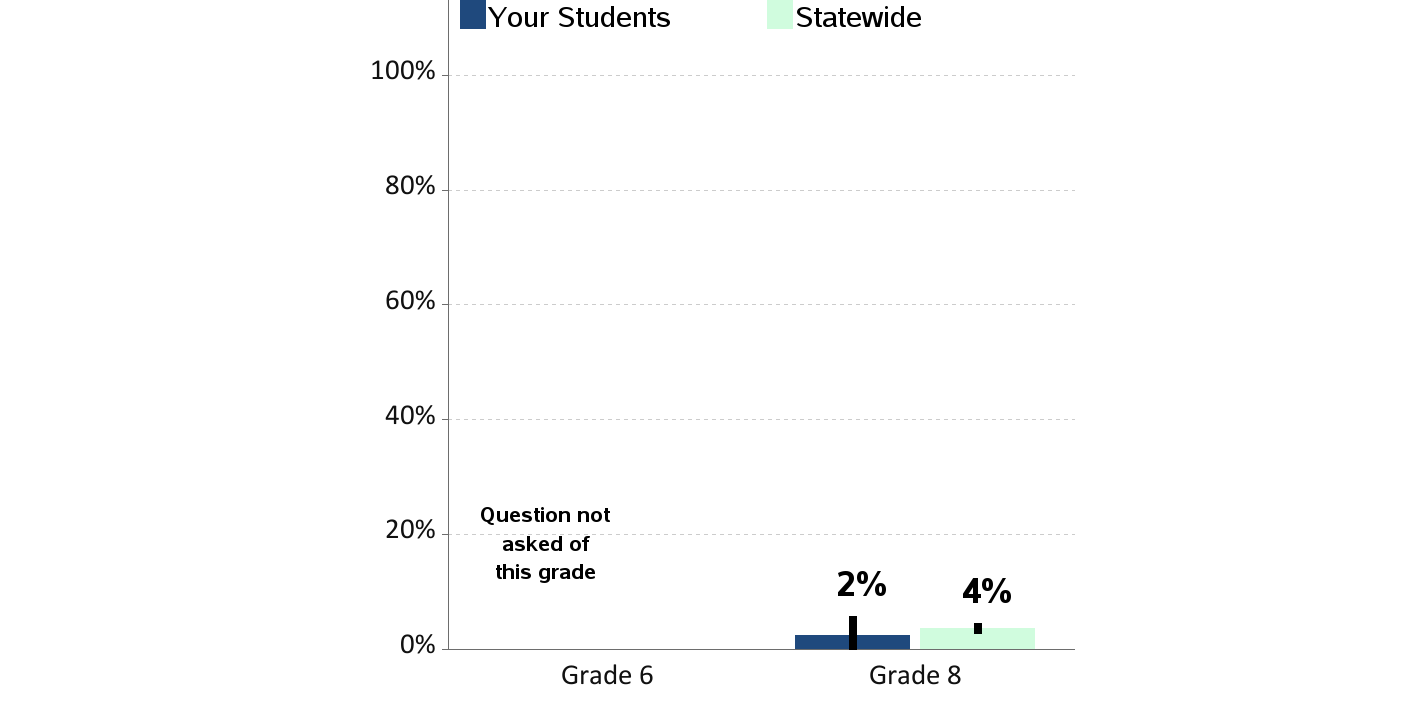 Your Students Statewide
100%
80%
60%
40%
20%
0%
Question not
asked of
this grade
2% 4%
Grade 6 Grade 8